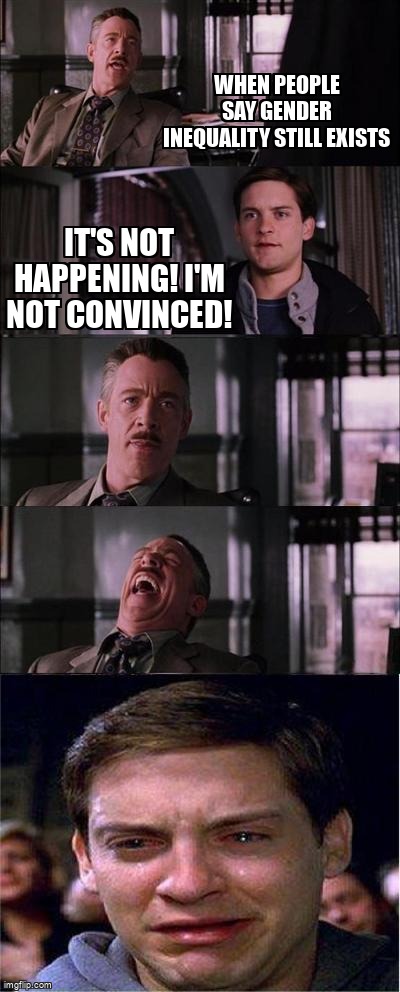 WHEN PEOPLE
SAY GENDER
INEQUALITY STILL EXISTS
IT'S NOT
HAPPENING! I'M
NOT CONVINCED!
imgflip.com